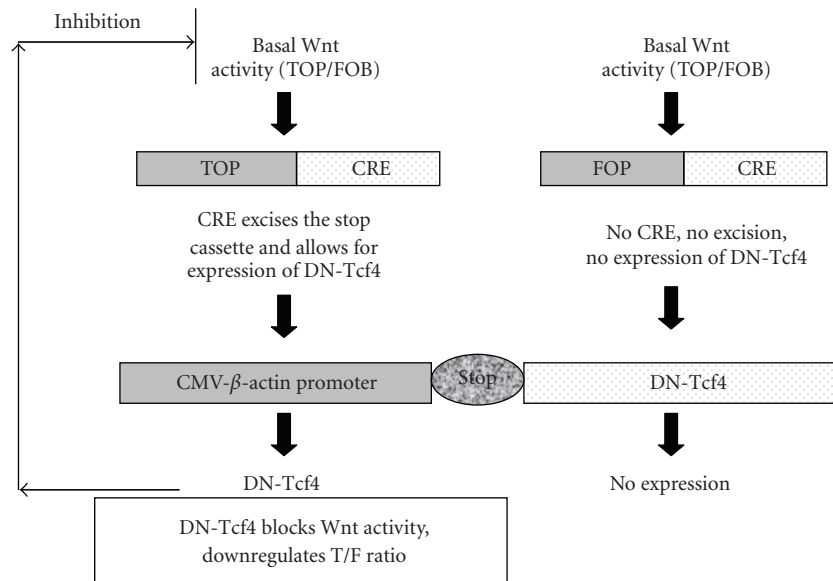 Inhibition
Basal Wnt
activity (TOP/FOB)
TOP
CRE
CRE excises the stop
cassette and allows for
expression of DN-Tcf4
Basal Wnt
activity (TOP/FOB)
FOP
CRE
No CRE, no excision,
no expression of DN-Tcf4
CMV-β-actin promoter
Stop
DN-Tcf4
DN-Tcf4
No expression
DN-Tcf4 blocks Wnt activity,
downregulates T/F ratio